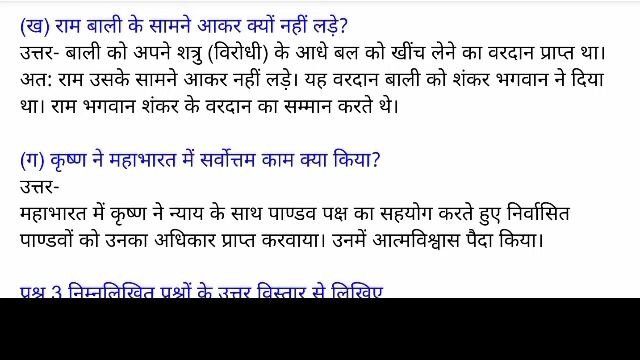 (ख) राम बाली के सामने आकर क्यों नहीं लड़े?
उत्तर- बाली को अपने शत्रु (विरोधी) के आधे बल को खींच लेने का वरदान प्राप्त था।
अत: राम उसके सामने आकर नहीं लड़े। यह वरदान बाली को शंकर भगवान ने दिया
था। राम भगवान शंकर के वरदान का सम्मान करते थे।
(ग) कृष्ण ने महाभारत में सर्वोत्तम काम क्या किया?
उत्तर-
महाभारत में कृष्ण ने न्याय के साथ पाण्डव पक्ष का सहयोग करते हुए निर्वासित
पाण्डवों को उनका अधिकार प्राप्त करवाया। उनमें आत्मविश्वास पैदा किया।
प्रश्न 3 निम्नलिखित प्रश्नों के उत्तर विस्तार से लिखिए